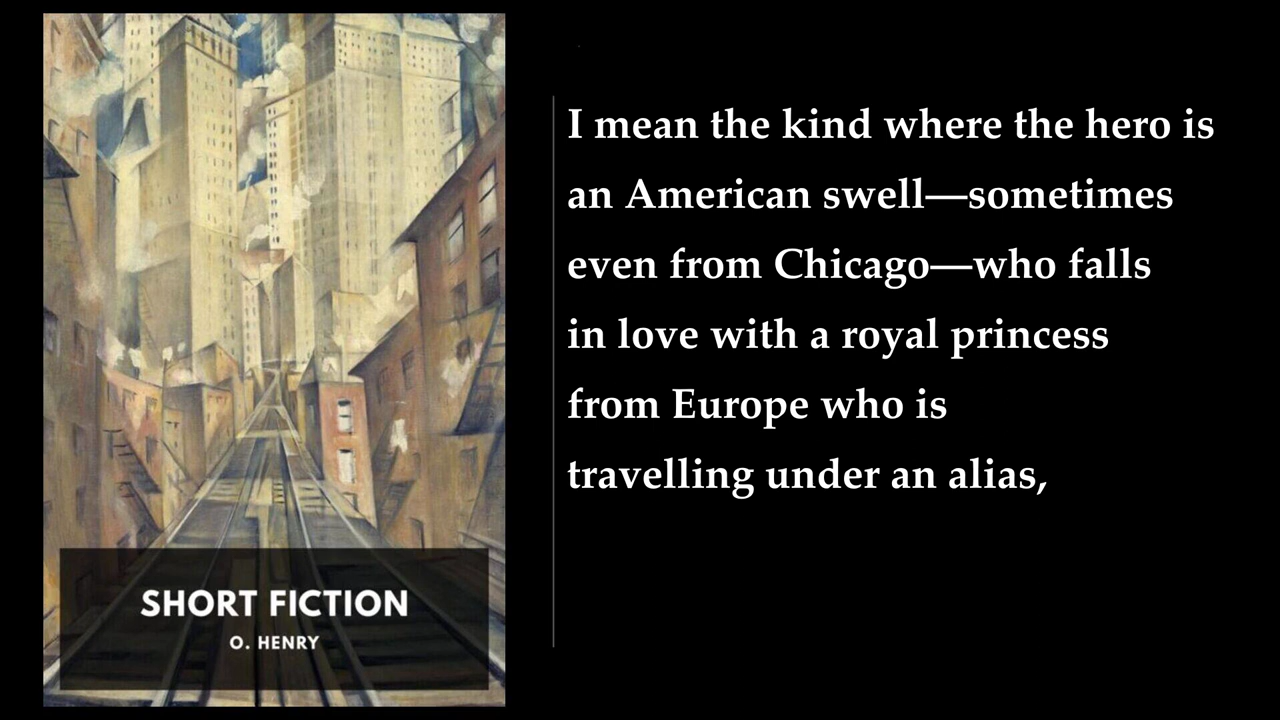 SHORT FICTION
O. HENRY
I mean the kind where the hero is
an American swell—sometimes
even from Chicago—who falls
in love with a royal princess
from Europe who is
travelling under an alias,